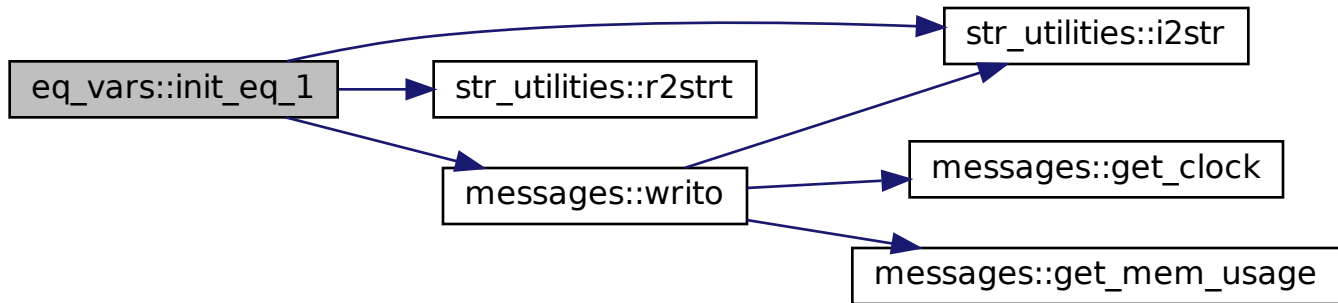 str_utilities::i2str
eq_vars::init_eq_1
str_utilities::r2strt
messages::get_clock
messages::writo
messages::get_mem_usage